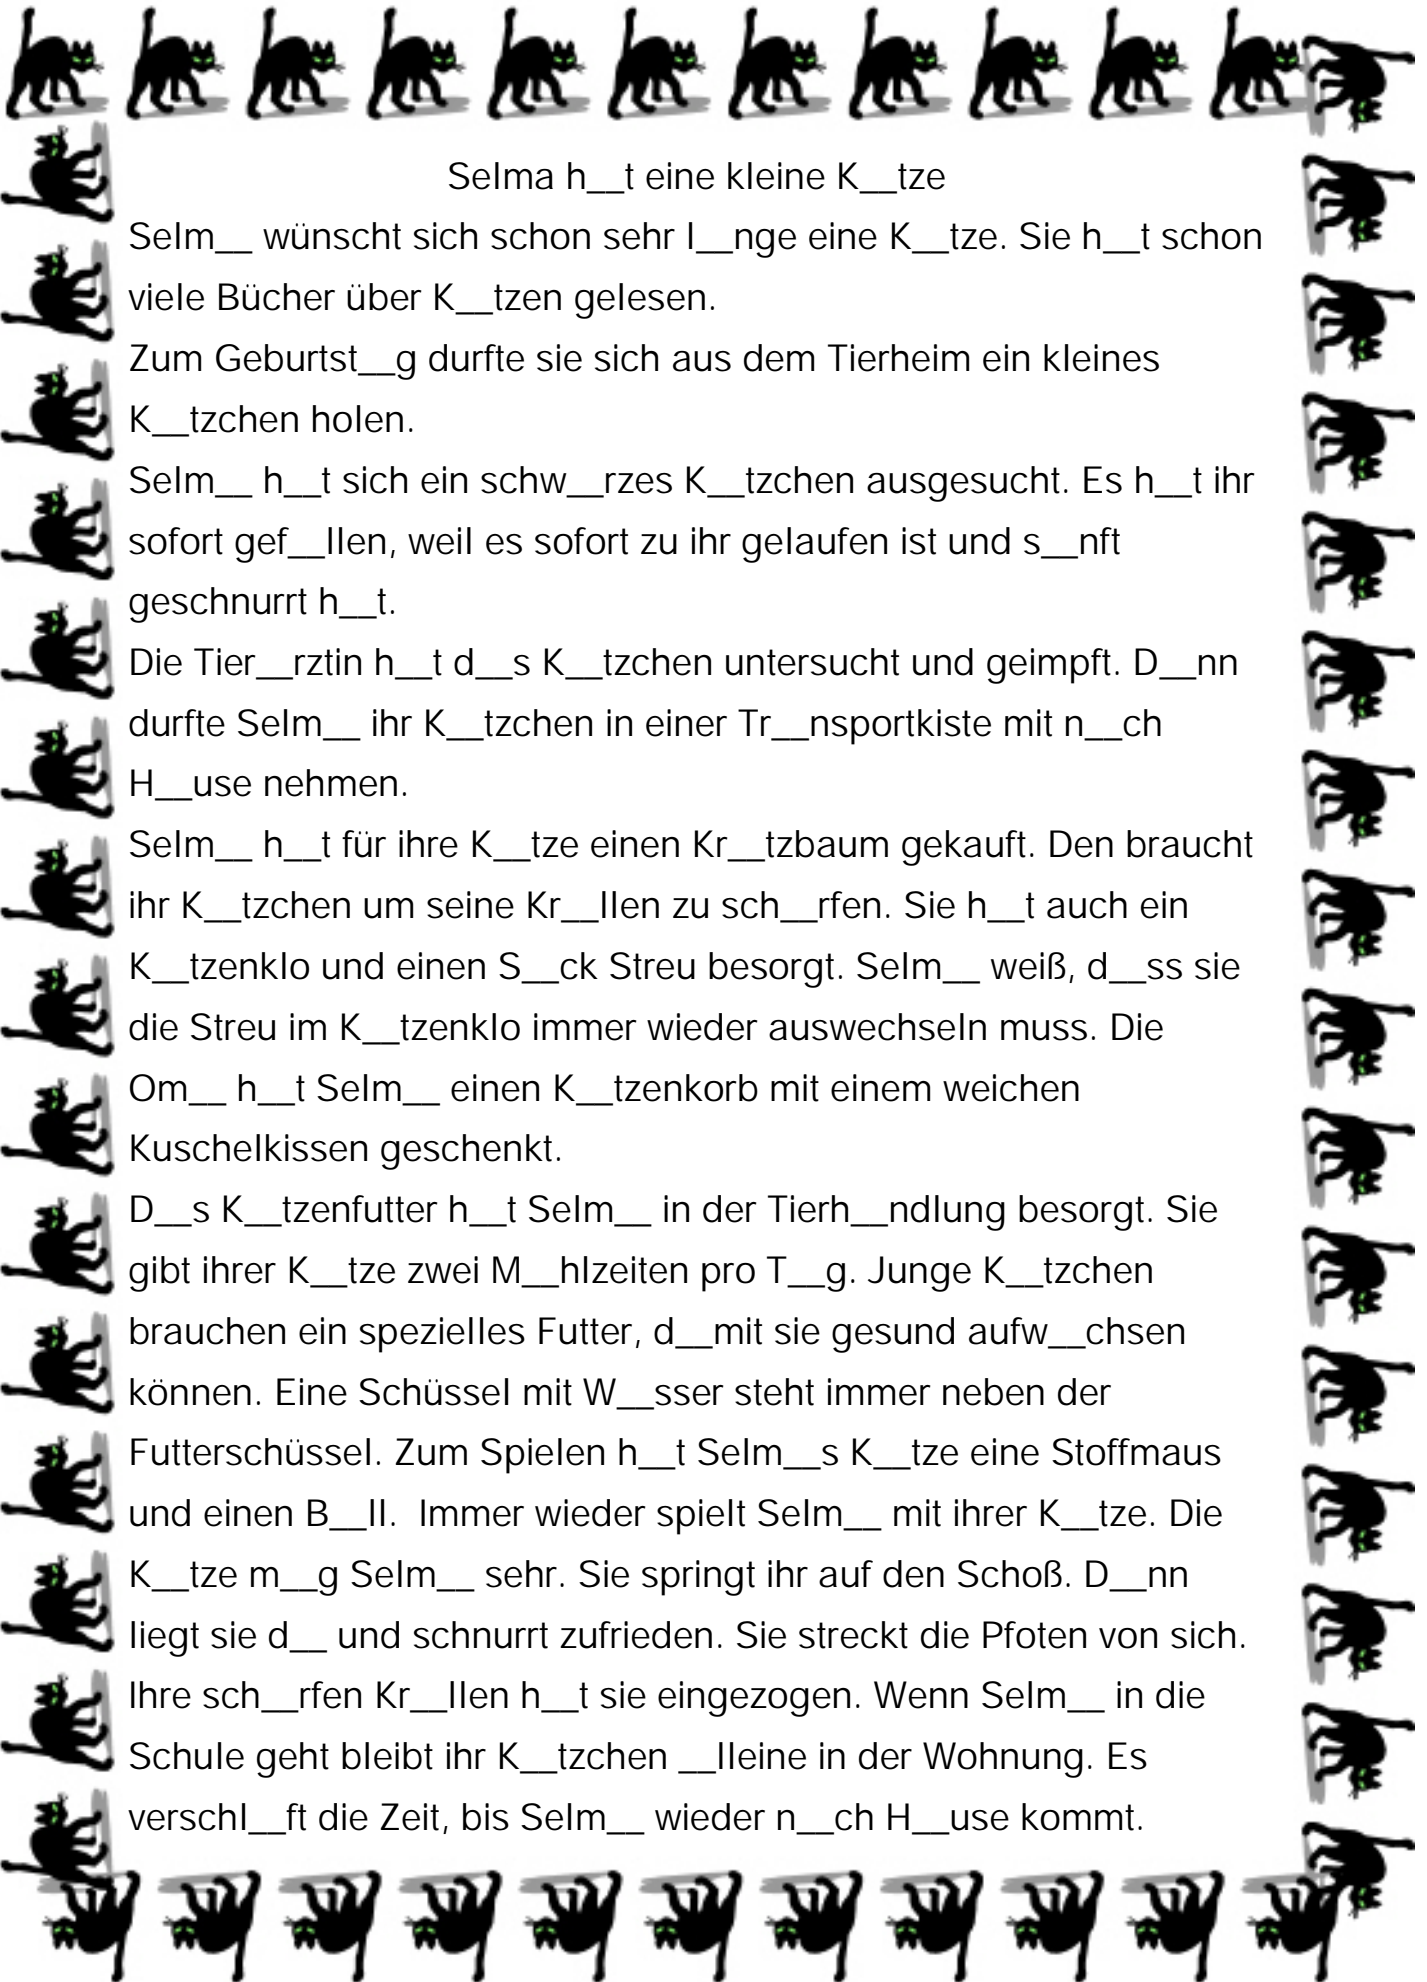 Selma h__t eine kleine K__tze
Selm__ wünscht sich schon sehr l__nge eine K__tze. Sie h__t schon
viele Bücher über K__tzen gelesen.
Zum Geburtst__g durfte sie sich aus dem Tierheim ein kleines
K__tzchen holen.
Selm__ h__t sich ein schw__rzes K__tzchen ausgesucht. Es h__t ihr
sofort gef__llen, weil es sofort zu ihr gelaufen ist und s__nft
geschnurrt h__t.
Die Tier__rztin h__t d__s K__tzchen untersucht und geimpft. D__nn
durfte Selm__ ihr K__tzchen in einer Tr__nsportkiste mit n__ch
H__use nehmen.
Selm__ h__t für ihre K__tze einen Kr__tzbaum gekauft. Den braucht
ihr K__tzchen um seine Kr__llen zu sch__rfen. Sie h__t auch ein
K__tzenklo und einen S__ck Streu besorgt. Selm__ weiß, d__ss sie
die Streu im K__tzenklo immer wieder auswechseln muss. Die
Om__ h__t Selm__ einen K__tzenkorb mit einem weichen
Kuschelkissen geschenkt.
D__s K__tzenfutter h__t Selm__ in der Tierh__ndlung besorgt. Sie
gibt ihrer K__tze zwei M__hlzeiten pro T__g. Junge K__tzchen
brauchen ein spezielles Futter, d__mit sie gesund aufw__chsen
können. Eine Schüssel mit W__sser steht immer neben der
Futterschüssel. Zum Spielen h__t Selm__s K__tze eine Stoffmaus
und einen B__ll.  Immer wieder spielt Selm__ mit ihrer K__tze. Die
K__tze m__g Selm__ sehr. Sie springt ihr auf den Schoß. D__nn
liegt sie d__ und schnurrt zufrieden. Sie streckt die Pfoten von sich.
Ihre sch__rfen Kr__llen h__t sie eingezogen. Wenn Selm__ in die
Schule geht bleibt ihr K__tzchen __lleine in der Wohnung. Es
verschl__ft die Zeit, bis Selm__ wieder n__ch H__use kommt.